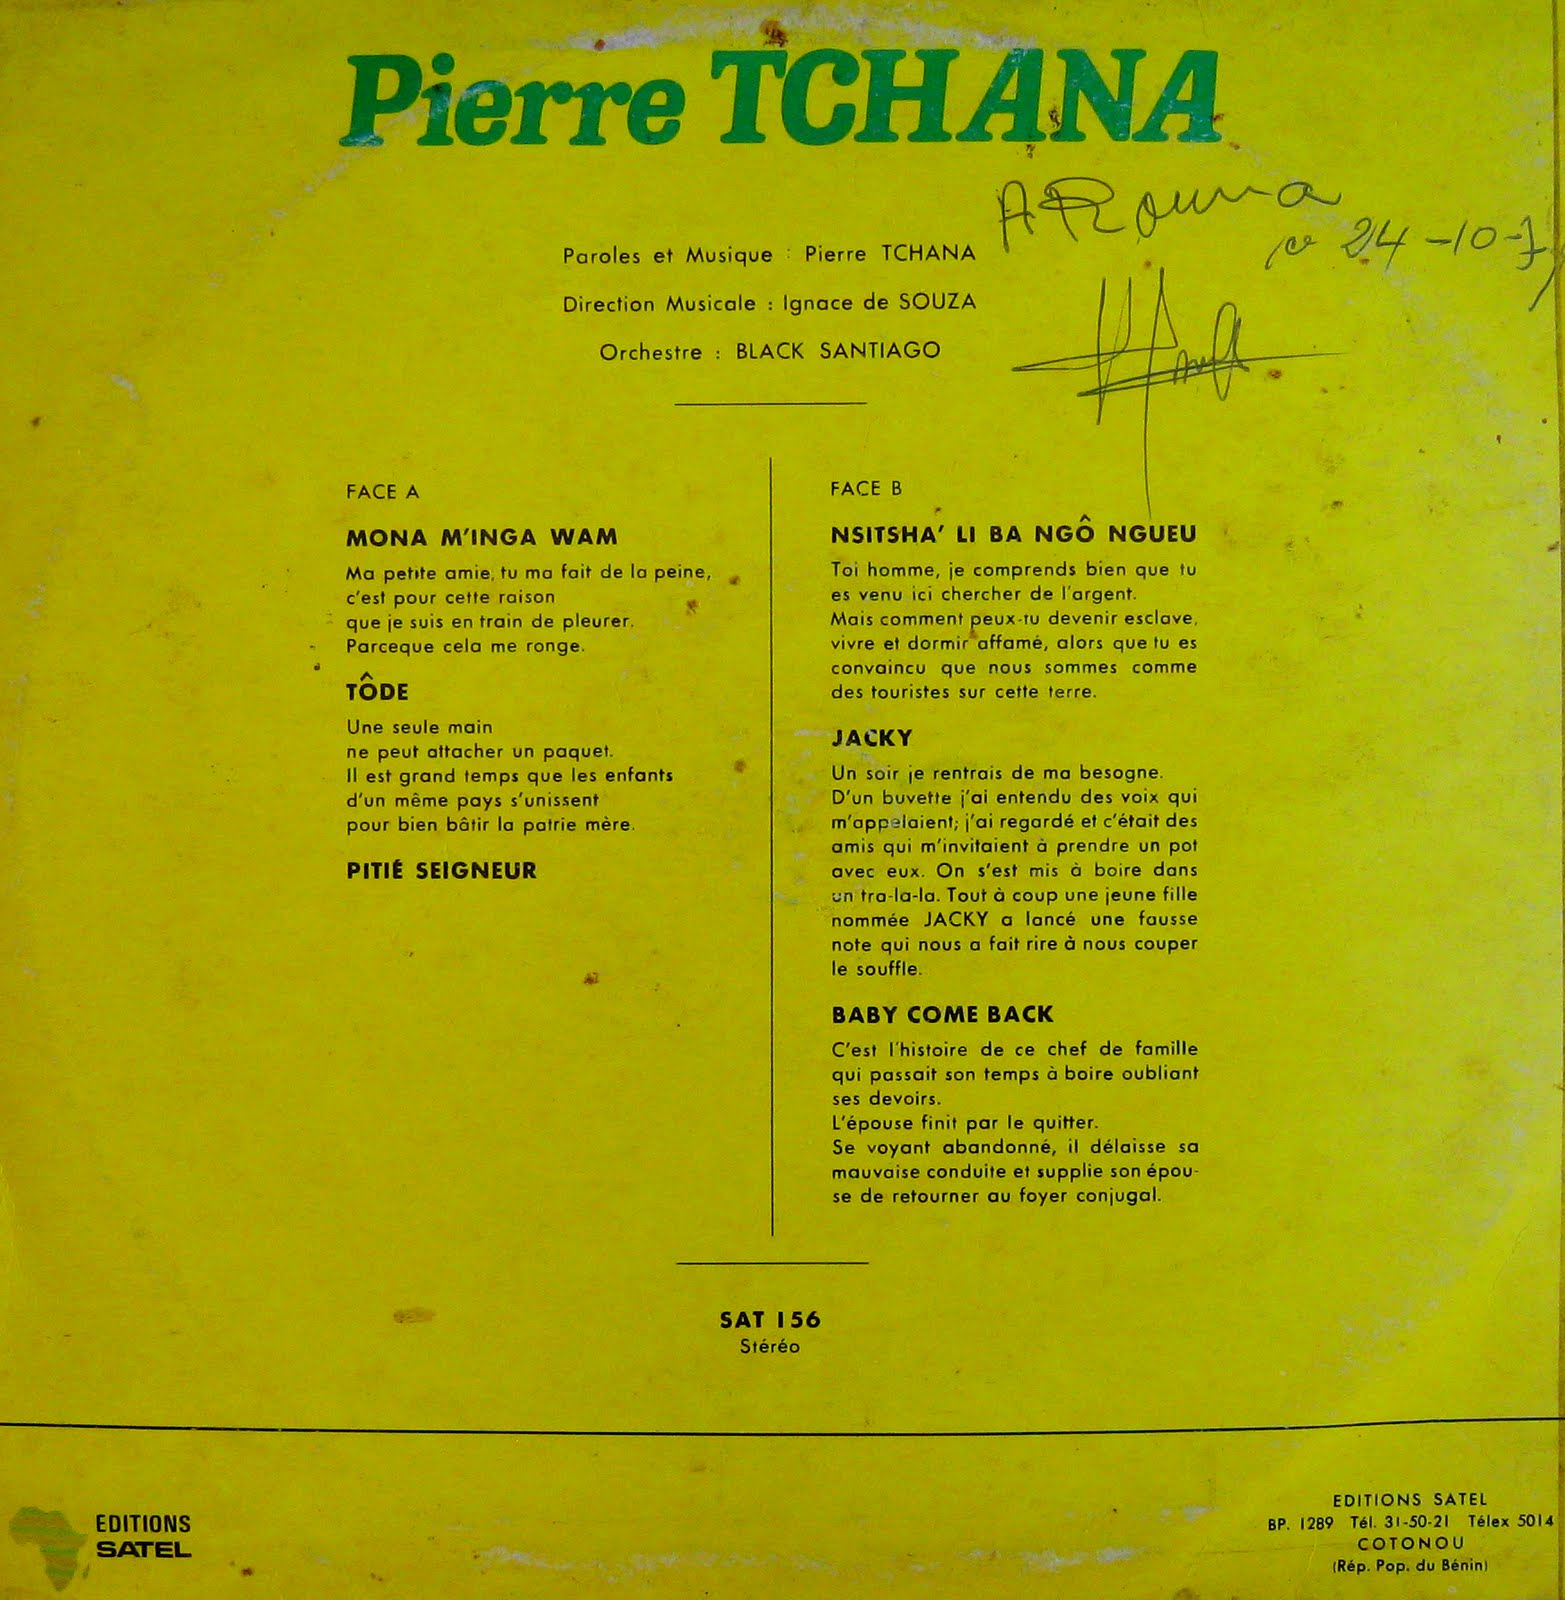 Pierre TCHANA
Paroles et Musique : Pierre TCHANA
Direction Musicale : Ignace de SOUZA
Orchestre : BLACK SANTIAGO
24-10-7
FACE A
MONA M'INGA WAM
Ma petite amie, tu ma fait de la peine,
c'est pour cette raison
que je suis en train de pleurer.
Parceque cela me ronge.
TÔDE
Une seule main
ne peut attacher un paquet.
Il est grand temps que les enfants
d'un même pays s'unissent
pour bien bâtir la patrie mère.
PITIÉ SEIGNEUR
FACE B
NSITSHA' LI BA NGÔ NGUEU
Toi homme, je comprends bien que tu
es venu ici chercher de l'argent.
Mais comment peux-tu devenir esclave,
vivre et dormir affamé, alors que tu es
convaincu que nous sommes comme
des touristes sur cette terre.
JACKY
Un soir je rentrais de ma besogne.
D'un buvette j'ai entendu des voix qui
m'appelaient; j'ai regardé et c'était des
amis qui m'invitaient à prendre un pot
avec eux. On s'est mis à boire dans
un tra-la-la. Tout à coup une jeune fille
nommée JACKY a lancé une fausse
note qui nous a fait rire à nous couper
le souffle.
BABY COME BACK
C'est l'histoire de ce chef de famille
qui passait son temps à boire oubliant
ses devoirs.
L'épouse finit par le quitter.
Se voyant abandonné, il délaisse sa
mauvaise conduite et supplie son épou-
se de retourner au foyer conjugal.
SAT 156
Stéréo
EDITIONS
SATEL
EDITIONS SATEL
BP. 1289 Tél. 31-50-21 Télex 5014
COTONOU
(Rép. Pop. du Bénin)